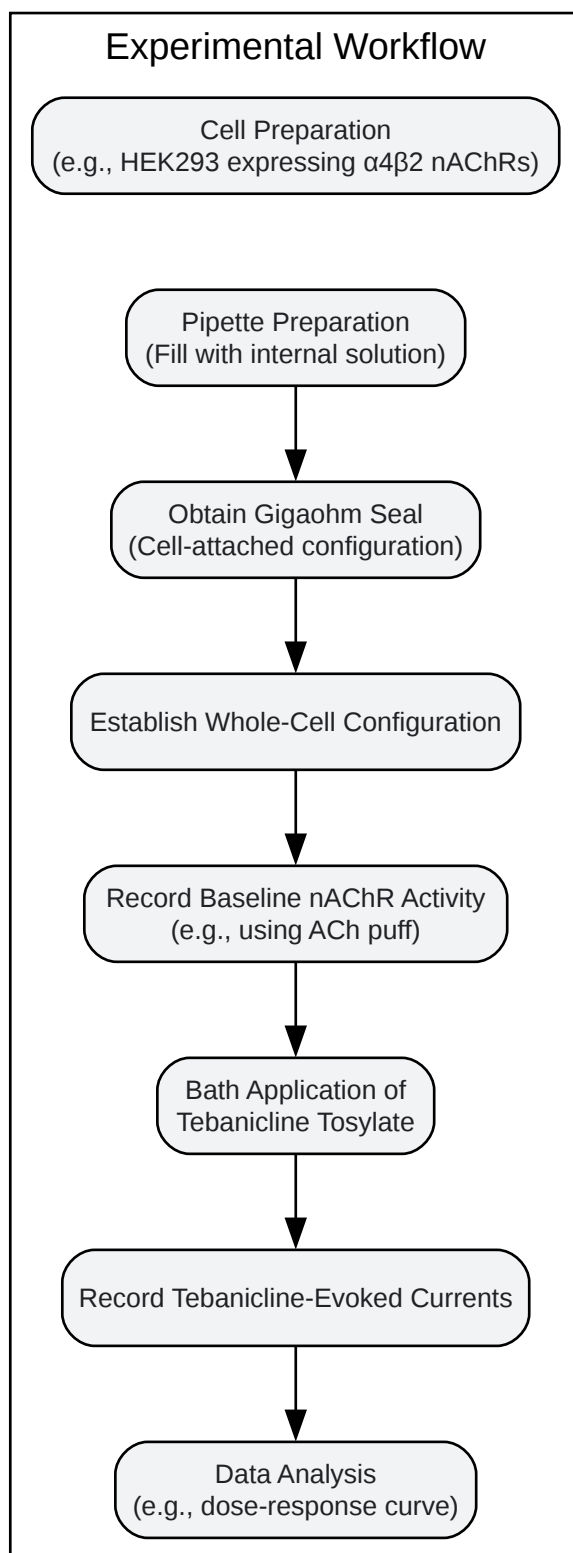 Experimental Workflow
Cell Preparation
(e.g., HEK293 expressing α4β2 nAChRs)
Pipette Preparation
(Fill with internal solution)
Obtain Gigaohm Seal
(Cell-attached configuration)
Establish Whole-Cell Configuration
Record Baseline nAChR Activity
(e.g., using ACh puff)
Bath Application of
Tebanicline Tosylate
Record Tebanicline-Evoked Currents
Data Analysis
(e.g., dose-response curve)